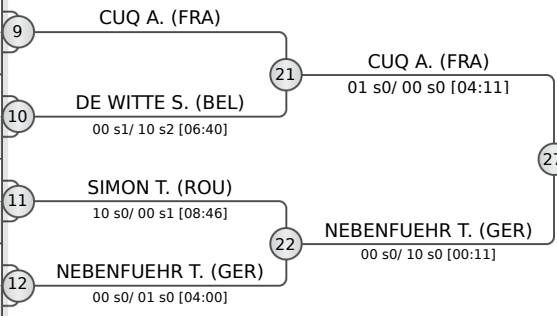 9
CUQ A. (FRA)
21
CUQ A. (FRA)
01 s0/ 00 s0 [04:11]
10
DE WITTE S. (BEL)
00 s1/ 10 s2 [06:40]
27
11
SIMON T. (ROU)
10 s0/ 00 s1 [08:46]
22
NEBENFUEHR T. (GER)
00 s0/ 10 s0 [00:11]
12
NEBENFUEHR T. (GER)
00 s0/ 01 s0 [04:00]